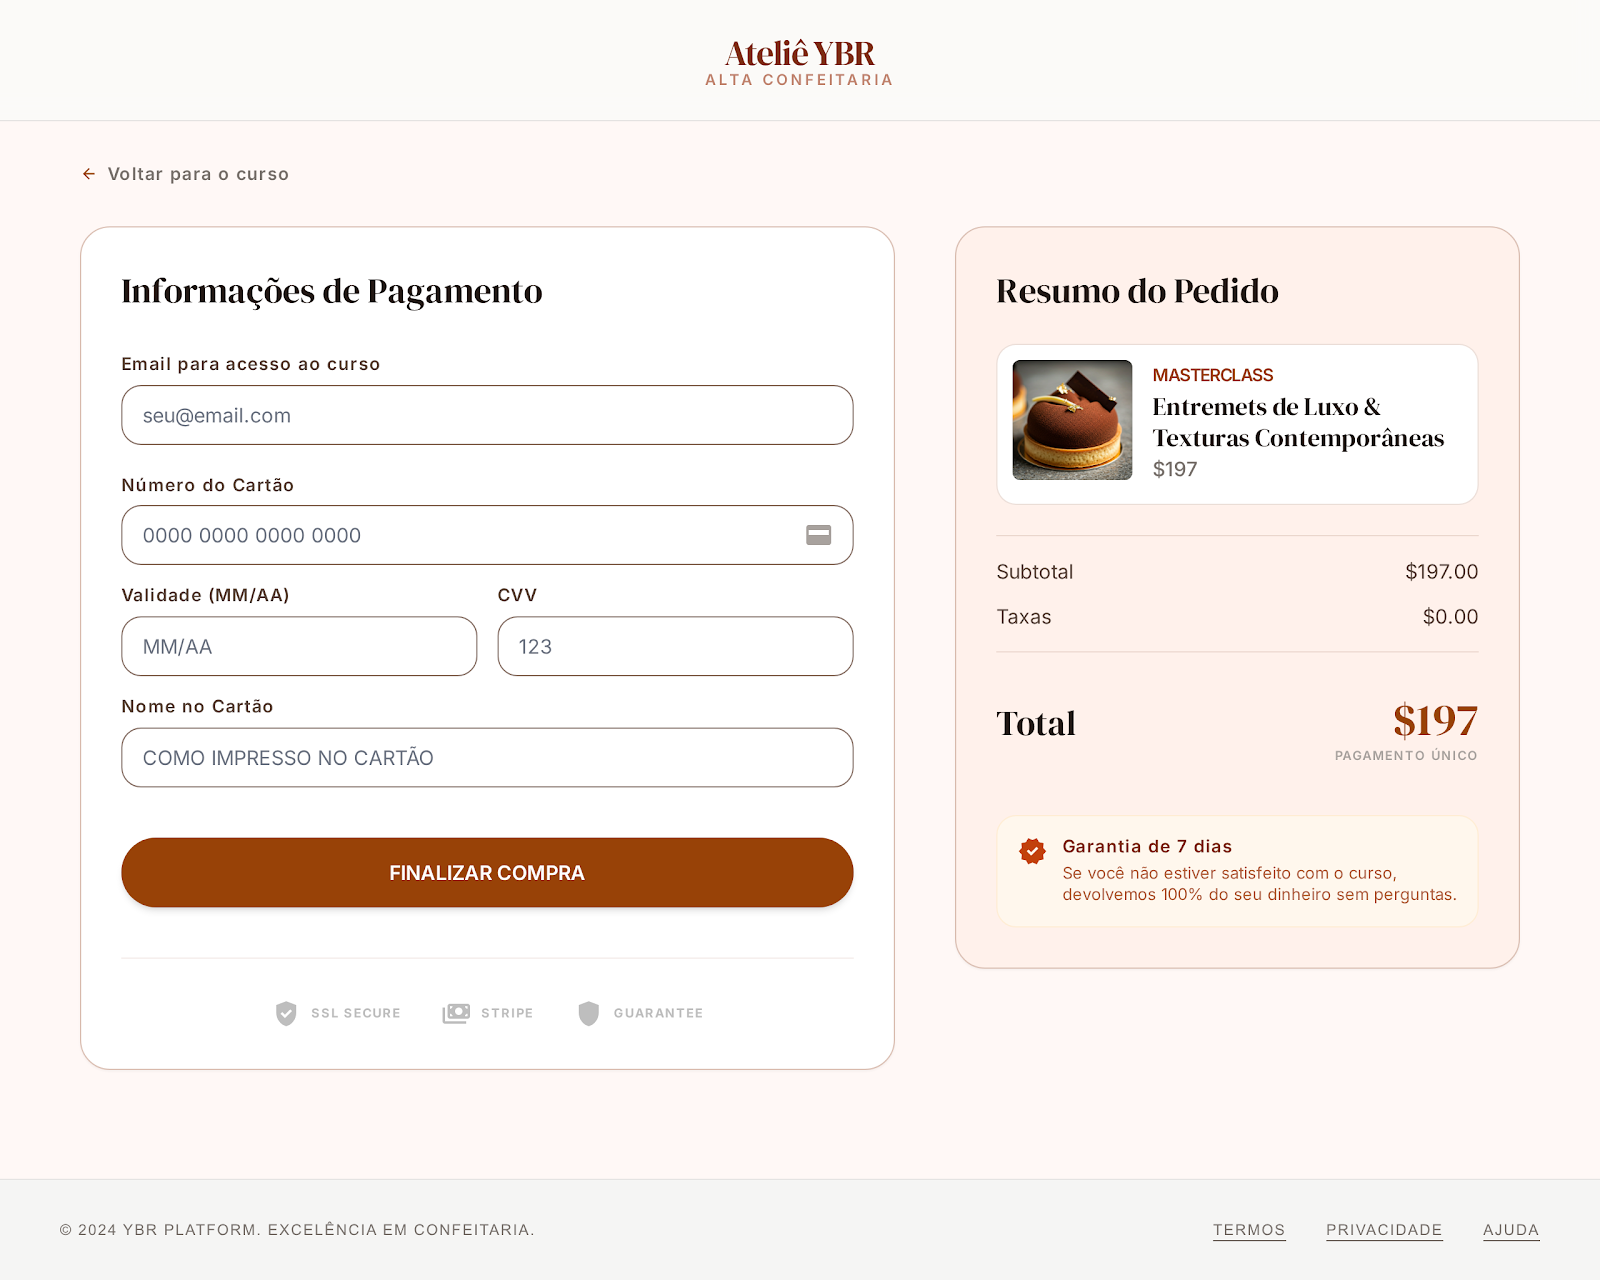 Ateliê YBR
ALTA CONFEITARIA
Voltar para o curso
Informações de Pagamento
Email para acesso ao curso
seu@email.com
Número do Cartão
0000 0000 0000 0000
Validade (MM/AA)
CVV
MM/AA
123
Nome no Cartão
COMO IMPRESSO NO CARTÃO
FINALIZAR COMPRA
SSL SECURE
STRIPE
GUARANTEE
Resumo do Pedido
MASTERCLASS
Entremets de Luxo &
Texturas Contemporâneas
$197
Subtotal $197.00
Taxas $0.00
Total $197
PAGAMENTO ÚNICO
Garantia de 7 dias
Se você não estiver satisfeito com o curso,
devolvemos 100% do seu dinheiro sem perguntas.
© 2024 YBR PLATFORM. EXCELÊNCIA EM CONFEITARIA.
TERMOS PRIVACIDADE AJUDA